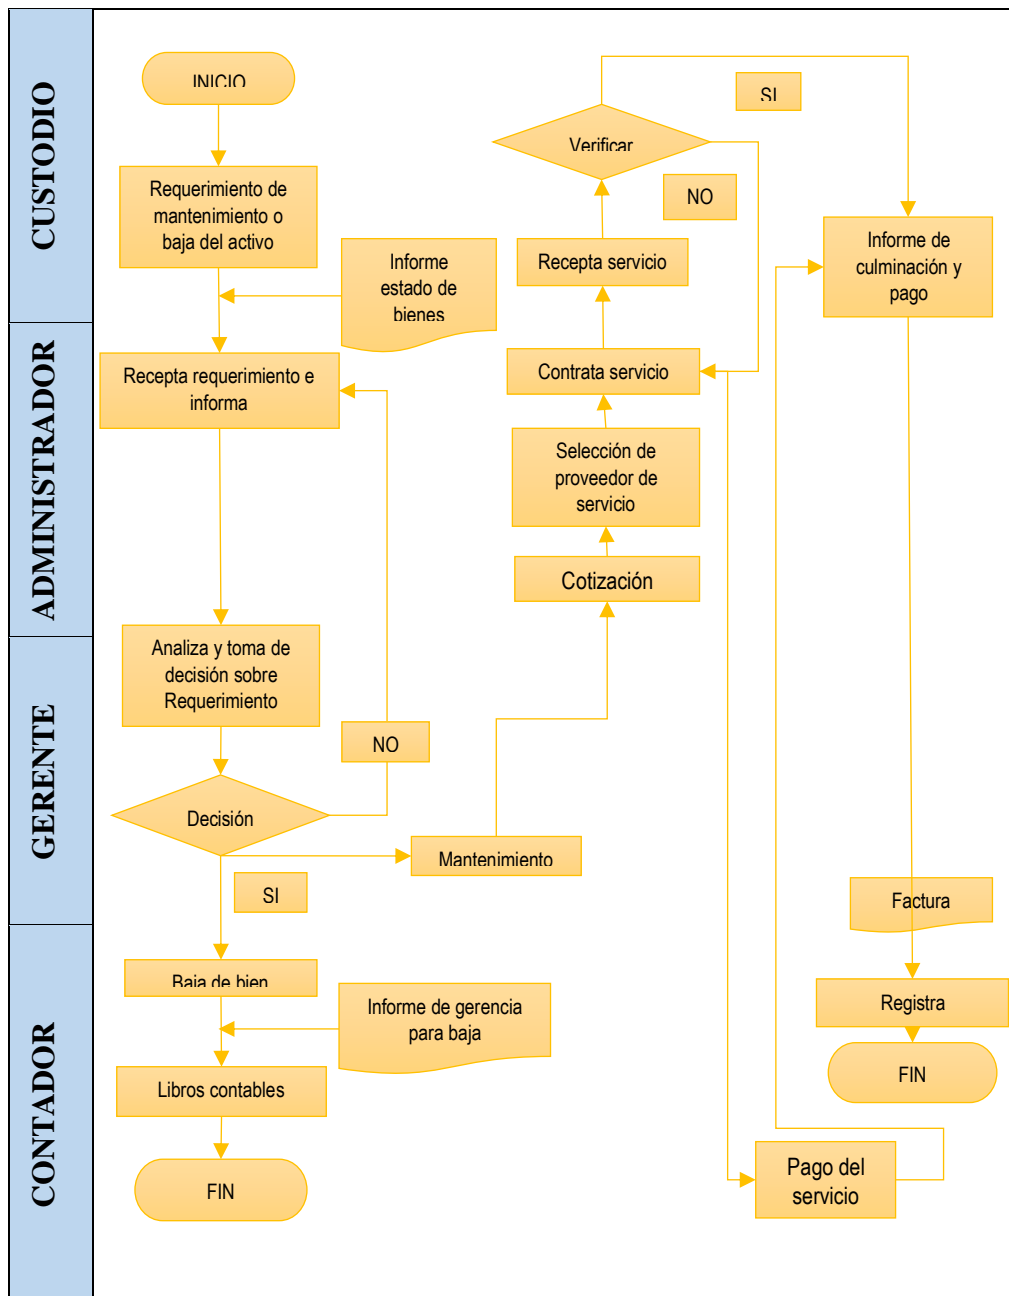 CUSTODIO
INICIO
Requerimiento de
mantenimiento o
baja del activo
Informe
estado de
bienes
Verificar
SI
NO
Recepta servicio
Informe de
culminación y
pago
ADMINISTRADOR
Recepta requerimiento e
informa
Contrata servicio
Selección de
proveedor de
servicio
Cotización
GERENTE
Analiza y toma de
decisión sobre
Requerimiento
NO
Decisión
Mantenimiento
SI
Factura
CONTADOR
Baja de bien
Informe de gerencia
para baja
Libros contables
FIN
Registra
FIN
Pago del
servicio